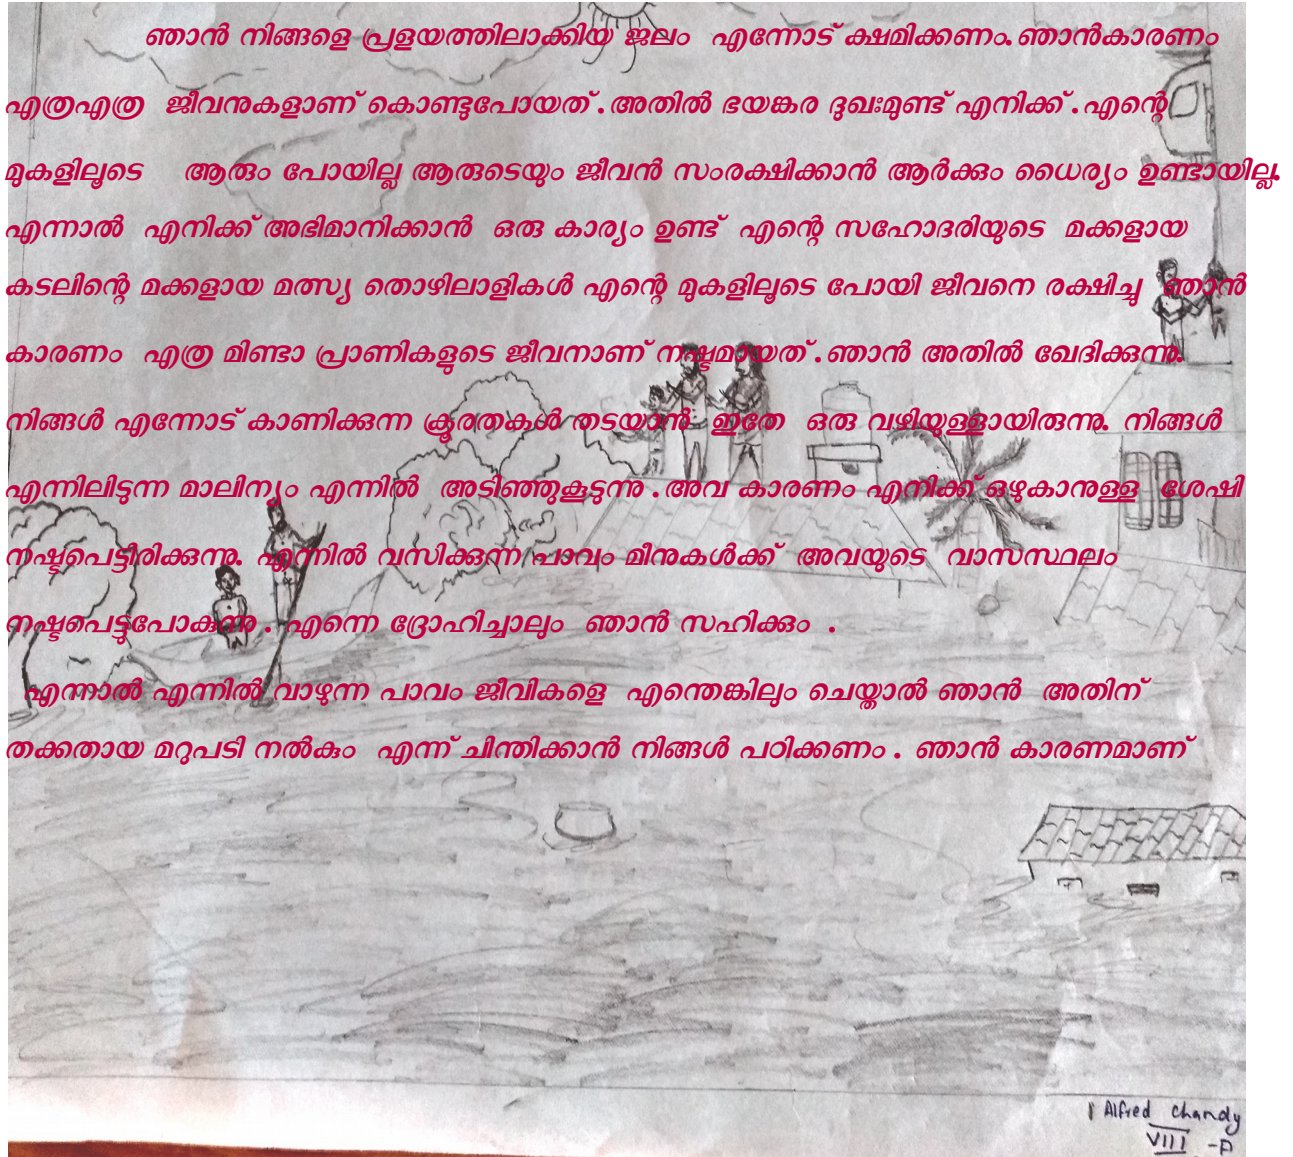 ഞാൻ നിങ്ങളെ പ്രളയത്തിലാക്കിയ ജലം എന്നോട് ക്ഷമിക്കണം.ഞാൻകാരണം
എത്രഎത്ര ജീവനുകളാണ് കൊണ്ടുപോയത് .അതിൽ ഭയങ്കര ദുഖഃമുണ്ട് എനിക്ക് .എന്റെ
മുകളിലൂടെ ആരും പോയില്ല ആരുടെയും ജീവൻ സംരക്ഷിക്കാൻ ആർക്കും ധൈര്യം ഉണ്ടായില്ല.
എന്നാൽ എനിക്ക് അഭിമാനിക്കാൻ ഒരു കാര്യം ഉണ്ട് എന്റെ സഹോദരിയുടെ മക്കളായ
കടലിന്റെ മക്കളായ മത്സ്യ തൊഴിലാളികൾ എന്റെ മുകളിലൂടെ പോയി ജീവനെ രക്ഷിച്ചു ഞാൻ
കാരണം എത്ര മിണ്ടാ പ്രാണികളുടെ ജീവനാണ് നഷ്ടമായത് .ഞാൻ അതിൽ ഖേദിക്കുന്നു.
നിങ്ങൾ എന്നോട് കാണിക്കുന്ന ക്രൂരതകൾ തടയാൻ ഇതേ ഒരു വഴിയുള്ളായിരുന്നു. നിങ്ങൾ
എന്നിലിടുന്ന മാലിന്യം എന്നിൽ അടിഞ്ഞുകൂടുന്നു .അവ കാരണം എനിക്ക് ഒഴുകാനുള്ള ശേഷി
നഷ്ടപെട്ടിരിക്കുന്നു. എന്നിൽ വസിക്കുന്ന പാവം മീനുകൾക്ക് അവയുടെ വാസസ്ഥലം
നഷ്ടപെട്ടുപോകുന്നു . എന്നെ ദ്രോഹിച്ചാലും ഞാൻ സഹിക്കും .
എന്നാൽ എന്നിൽ വാഴുന്ന പാവം ജീവികളെ എന്തെങ്കിലും ചെയ്താൽ ഞാൻ അതിന്
തക്കതായ മറുപടി നൽകും എന്ന് ചിന്തിക്കാൻ നിങ്ങൾ പഠിക്കണം . ഞാൻ കാരണമാണ്
Alfred Chandy
VIII -A